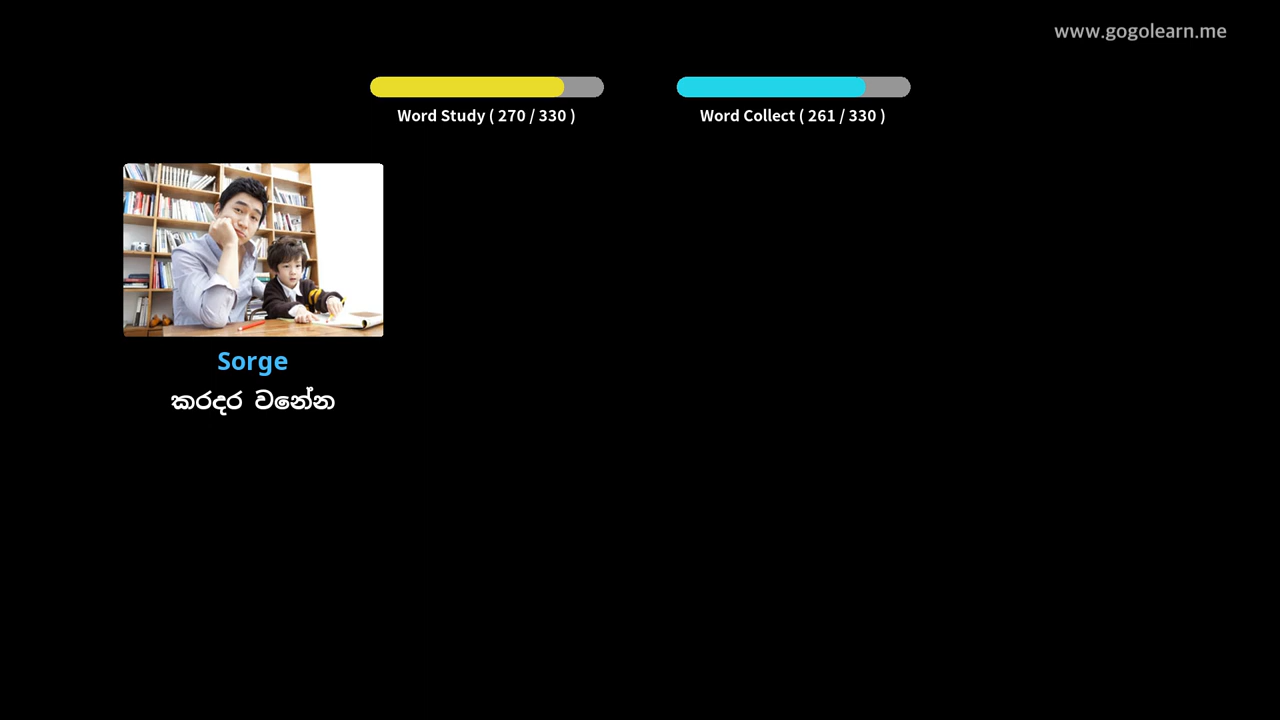 www.gogolearn.me
Word Study ( 270 / 330 )
Word Collect ( 261 / 330 )
Sorge
කරදර වනේන